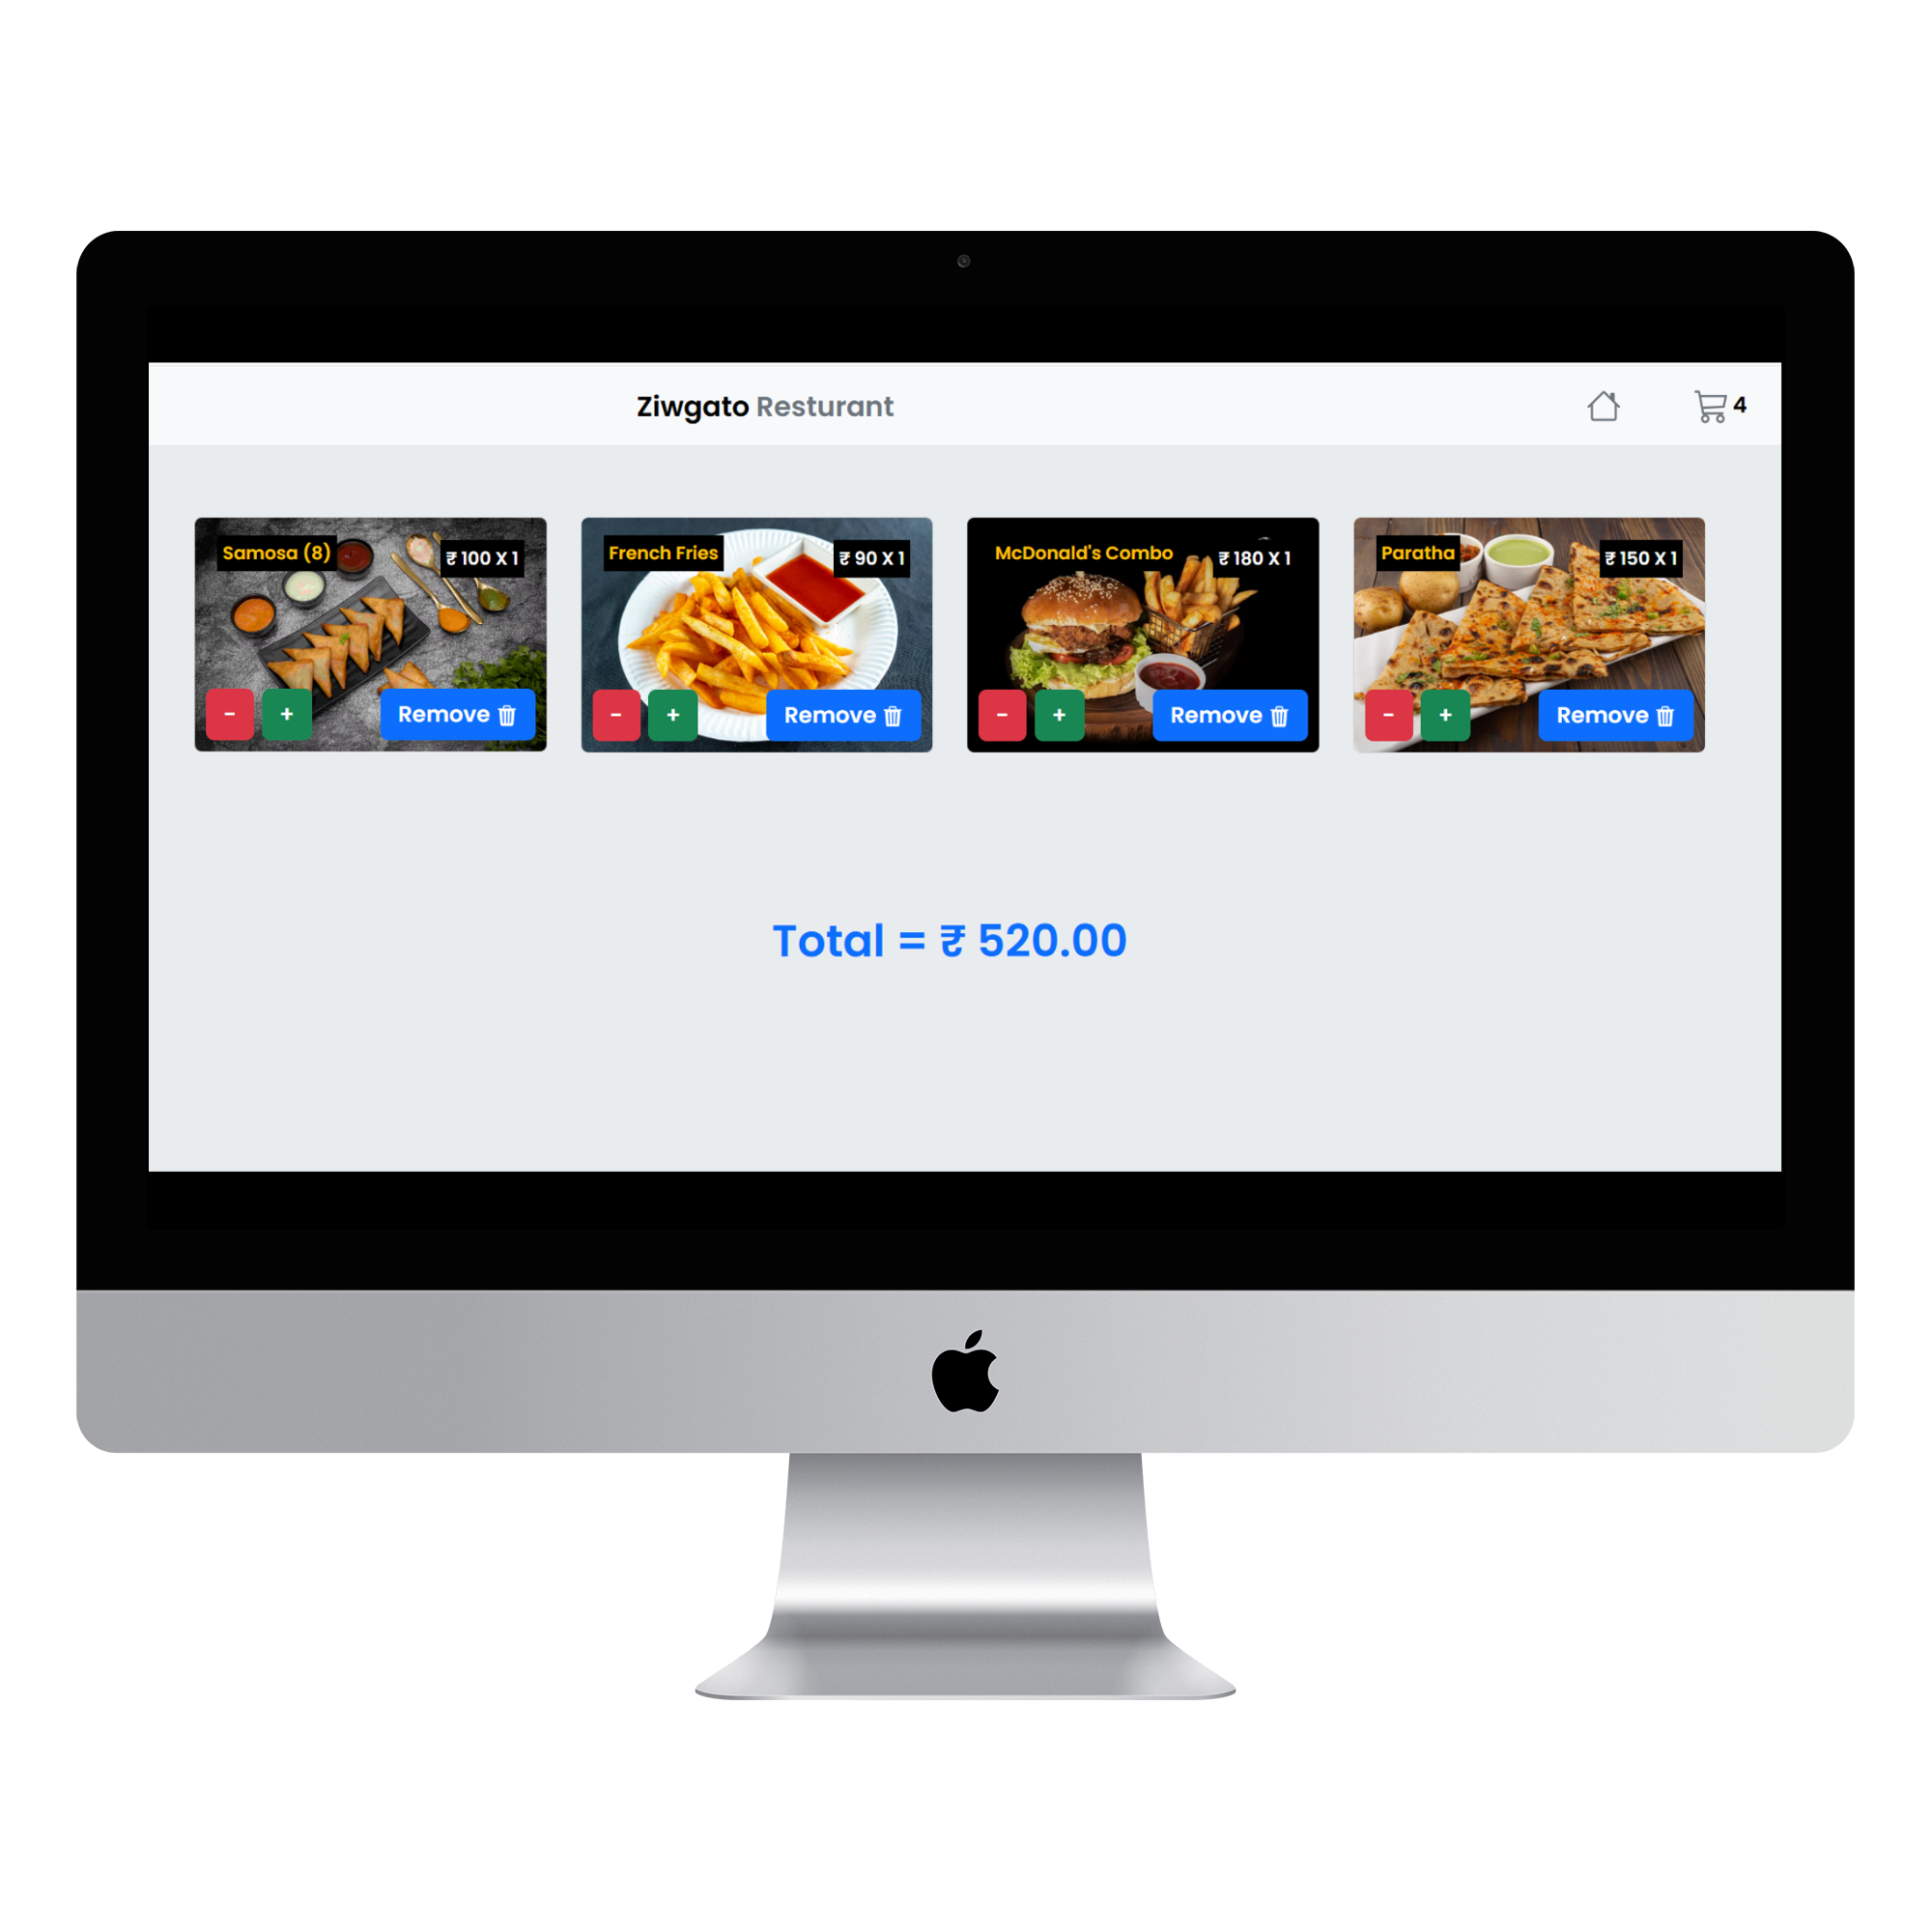 Ziwgato Resturant
4
Samosa (8)
₹ 100 X 1
French Fries
₹ 90 X 1
McDonald's Combo
₹ 180 X 1
Paratha
₹ 150 X 1
- + Remove
- + Remove
- + Remove
- + Remove
Total = ₹ 520.00